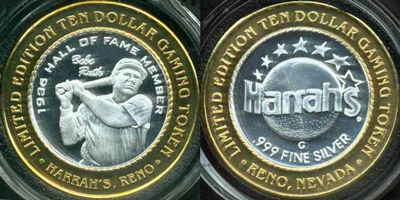 LIMITED EDITION TEN DOLLAR GAMING TOKEN
• HARRAH'S, RENO •
1936 HALL OF FAME MEMBER
Babe
Ruth
LIMITED EDITION TEN DOLLAR GAMING TOKEN
• RENO, NEVADA •
Harrah's
G
.999 FINE SILVER